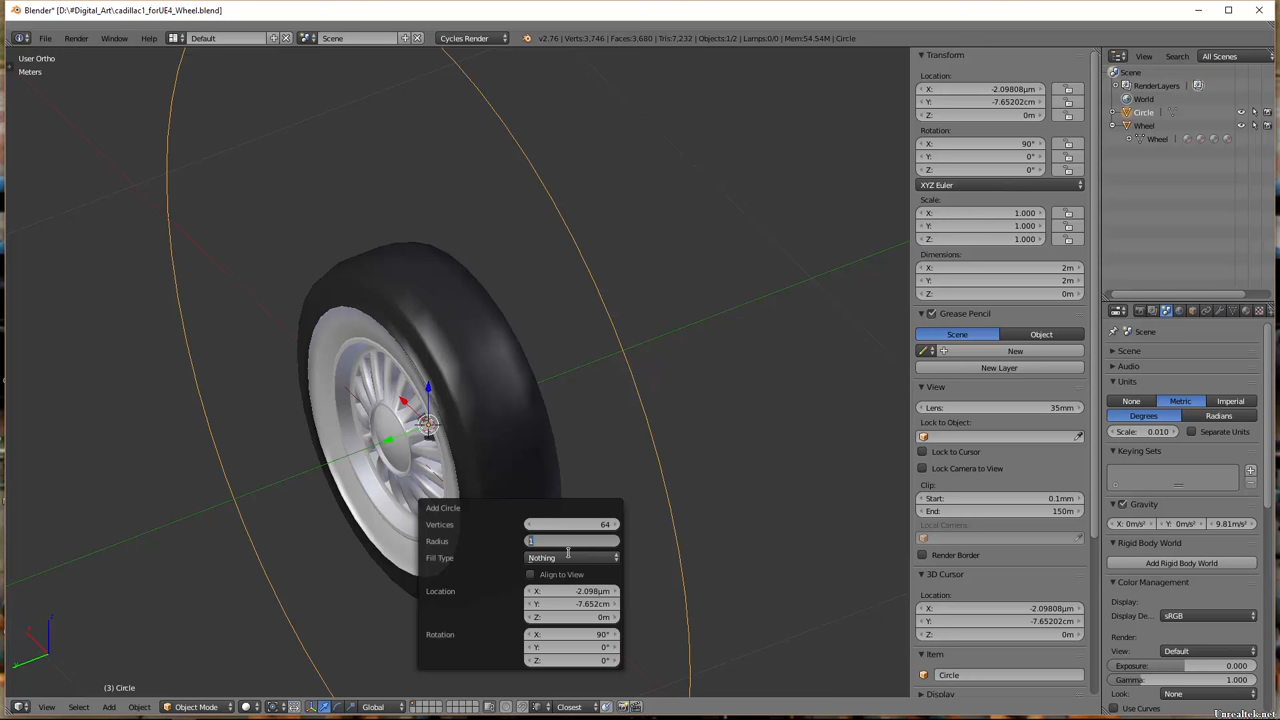 Blender* [D:\#Digital_Art\cadillac1_forUE4_Wheel.blend]
File Render Window Help Default Scene Cycles Render v2.76 | Verts:3,746 | Faces:3,680 | Tris:7,232 | Objects:1/2 | Lamps:0/0 | Mem:54.54M | Circle
User Ortho
Meters
Add Circle
Vertices 64
Radius 1
Fill Type Nothing
Align to View
Location X: -2.098µm
Y: -7.652cm
Z: 0m
Rotation X: 90°
Y: 0°
Z: 0°
(3) Circle
View Select Add Object Object Mode Global Closest
Transform
Location:
X: -2.09808µm
Y: -7.65202cm
Z: 0m
Rotation:
X: 90°
Y: 0°
Z: 0°
XYZ Euler
Scale:
X: 1.000
Y: 1.000
Z: 1.000
Dimensions:
X: 2m
Y: 2m
Z: 0m
Grease Pencil
Scene Object
New
New Layer
View
Lens: 35mm
Lock to Object:
Lock to Cursor
Lock Camera to View
Clip:
Start: 0.1mm
End: 150m
Local Camera:
Render Border
3D Cursor
Location:
X: -2.09808µm
Y: -7.65202cm
Z: 0m
Item
Circle
Display
View Search All Scenes
Scene
RenderLayers
World
Circle
Wheel
Wheel
Scene
Scene
Audio
Units
None Metric Imperial
Degrees Radians
Scale: 0.010 Separate Units
Keying Sets
Gravity
X: 0m/s² Y: 0m/s² 9.81m/s²
Rigid Body World
Add Rigid Body World
Color Management
Display:
Display De... sRGB
Render:
View: Default
Exposure: 0.000
Gamma: 1.000
Look: None
Use Curves
Unrealtek.net